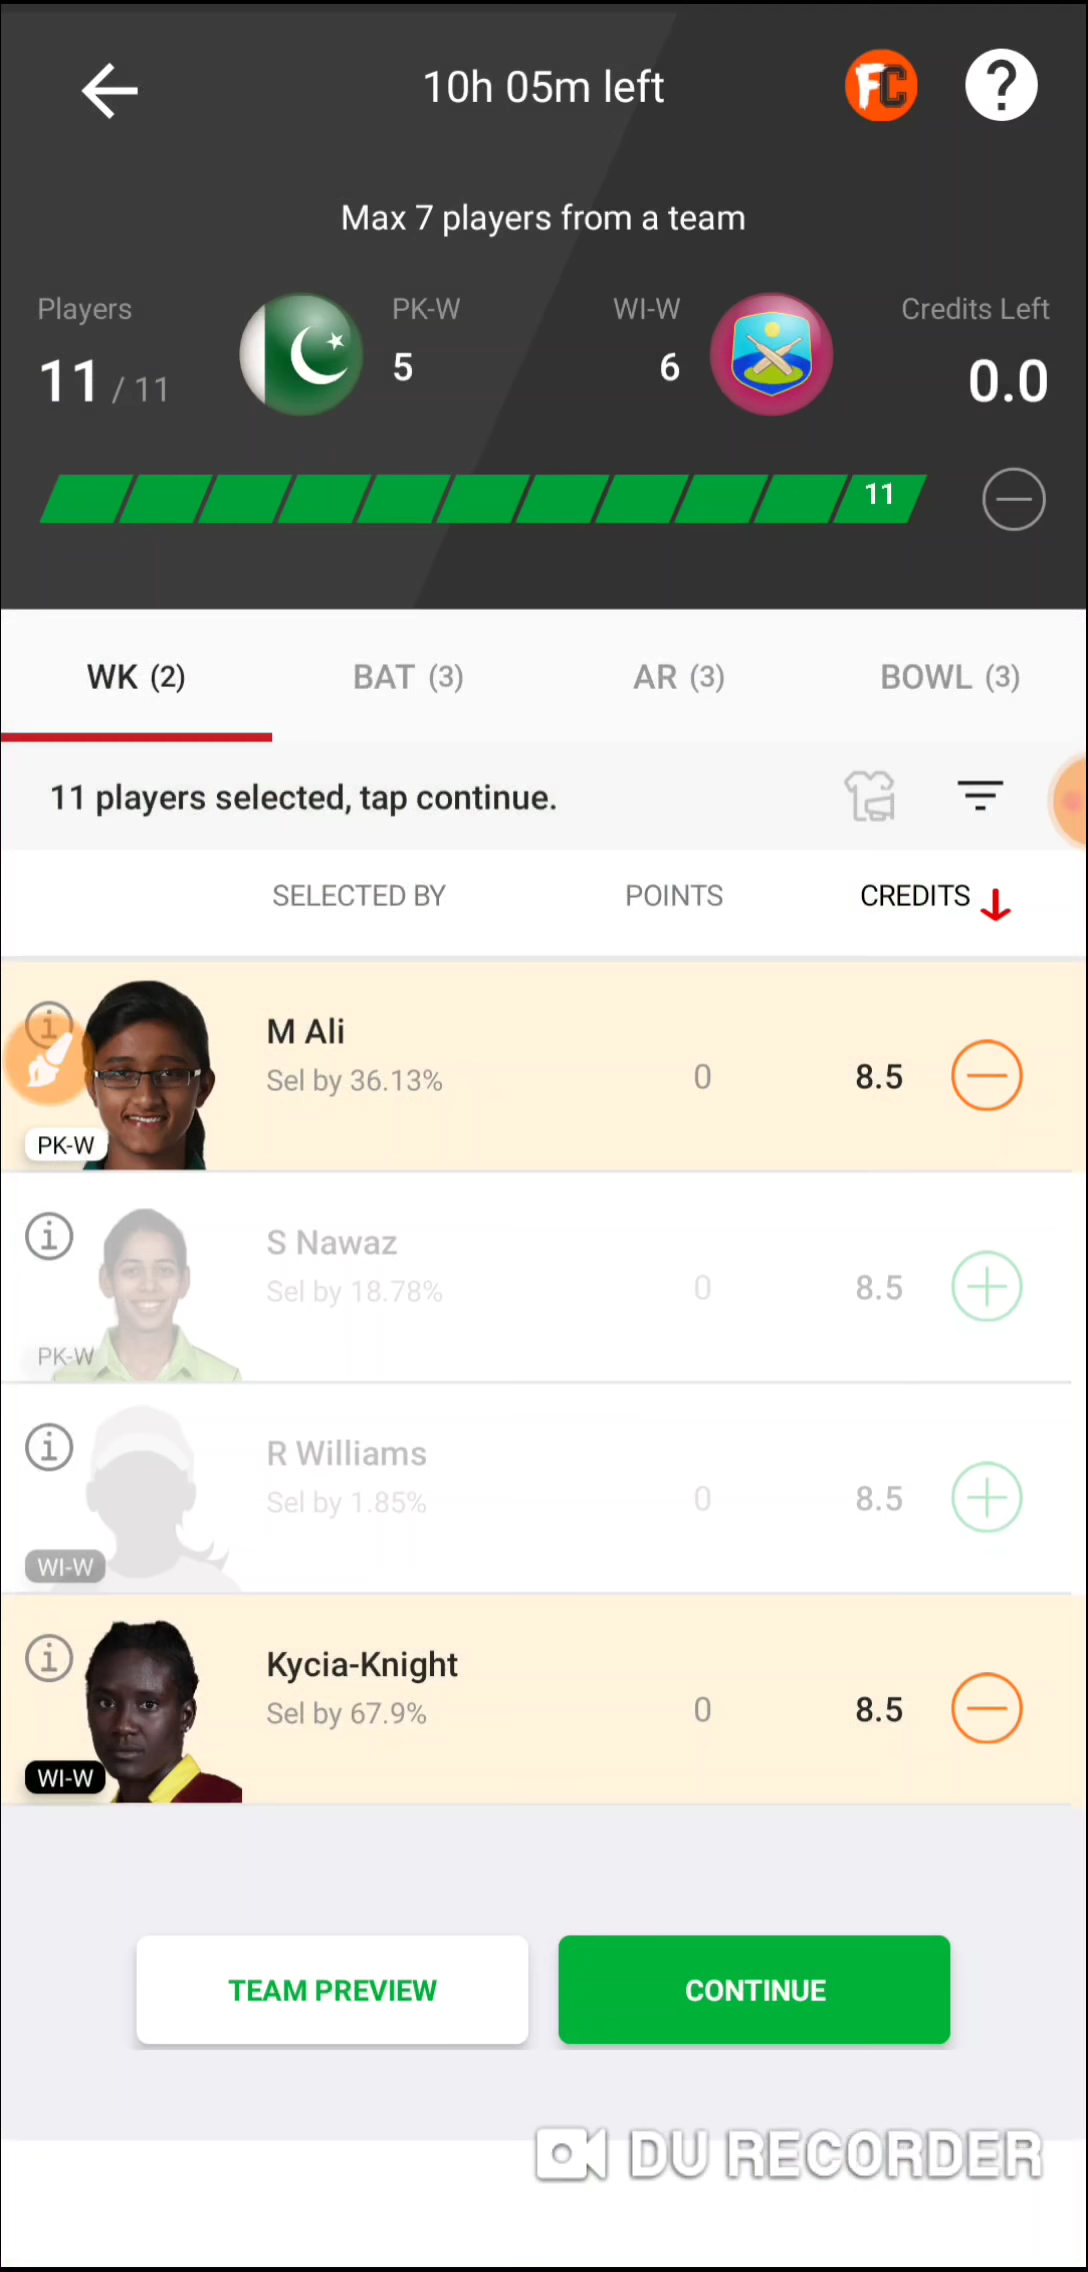 10h 05m left
FC
?
Max 7 players from a team
Players
PK-W
WI-W
Credits Left
11 / 11
5
6
0.0
11
WK (2)
BAT (3)
AR (3)
BOWL (3)
11 players selected, tap continue.
SELECTED BY
POINTS
CREDITS
i
M Ali
Sel by 36.13%
0
8.5
PK-W
i
S Nawaz
Sel by 18.78%
0
8.5
PK-W
i
R Williams
Sel by 1.85%
0
8.5
WI-W
i
Kycia-Knight
Sel by 67.9%
0
8.5
WI-W
TEAM PREVIEW
CONTINUE
DU RECORDER